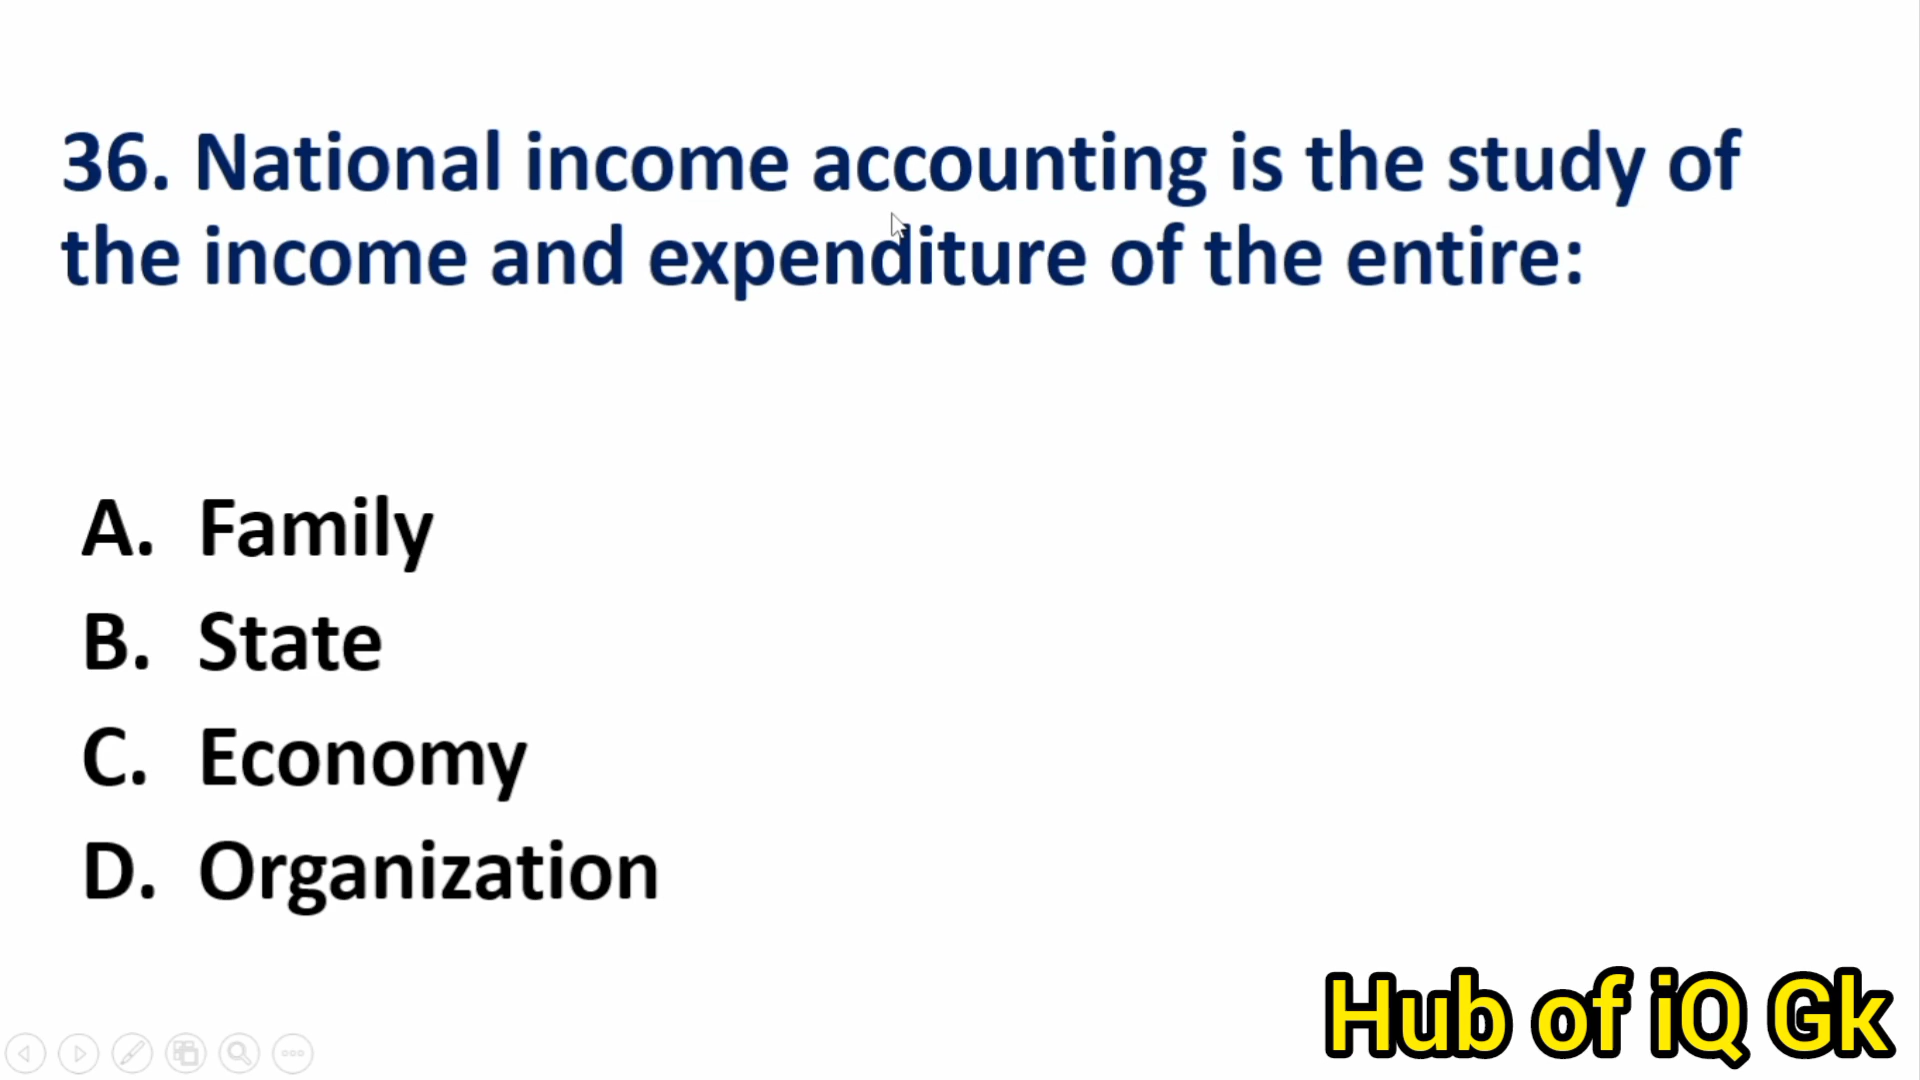 36. National income accounting is the study of
the income and expenditure of the entire:
A. Family
B. State
C. Economy
D. Organization
Hub of iQ Gk